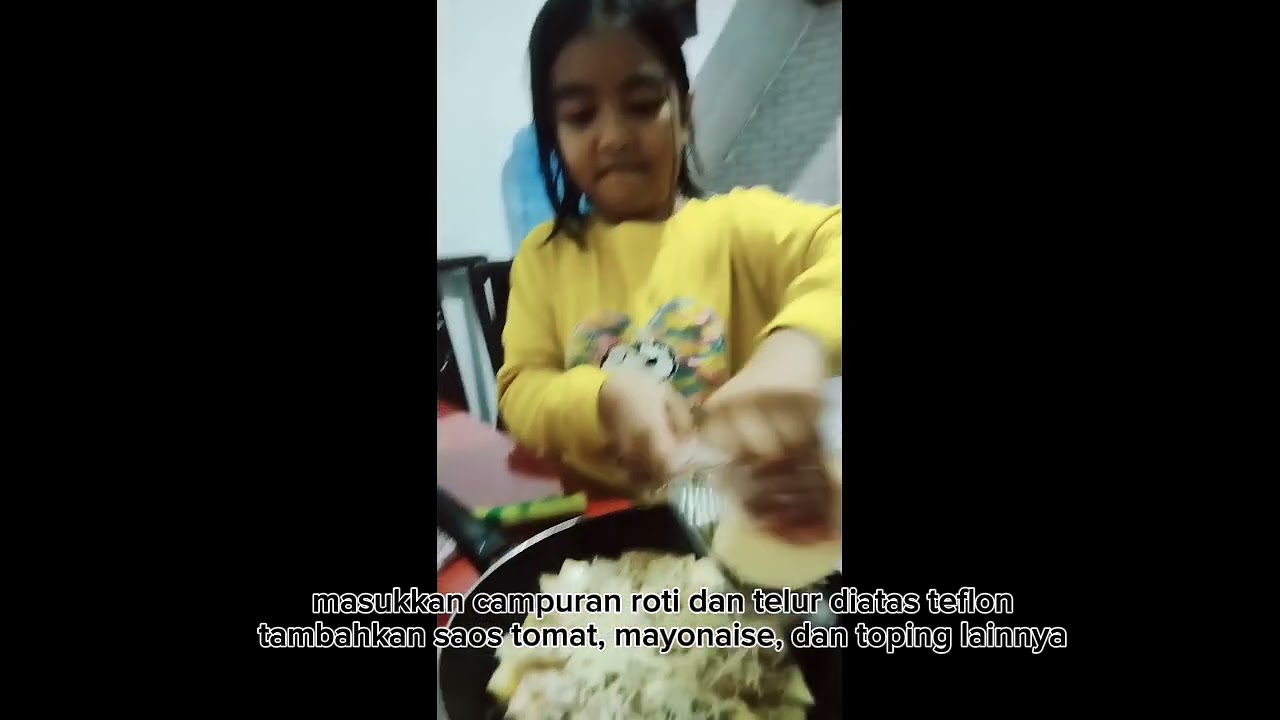 masukkan campuran roti dan telur diatas teflon
tambahkan saos tomat, mayonaise, dan toping lainnya